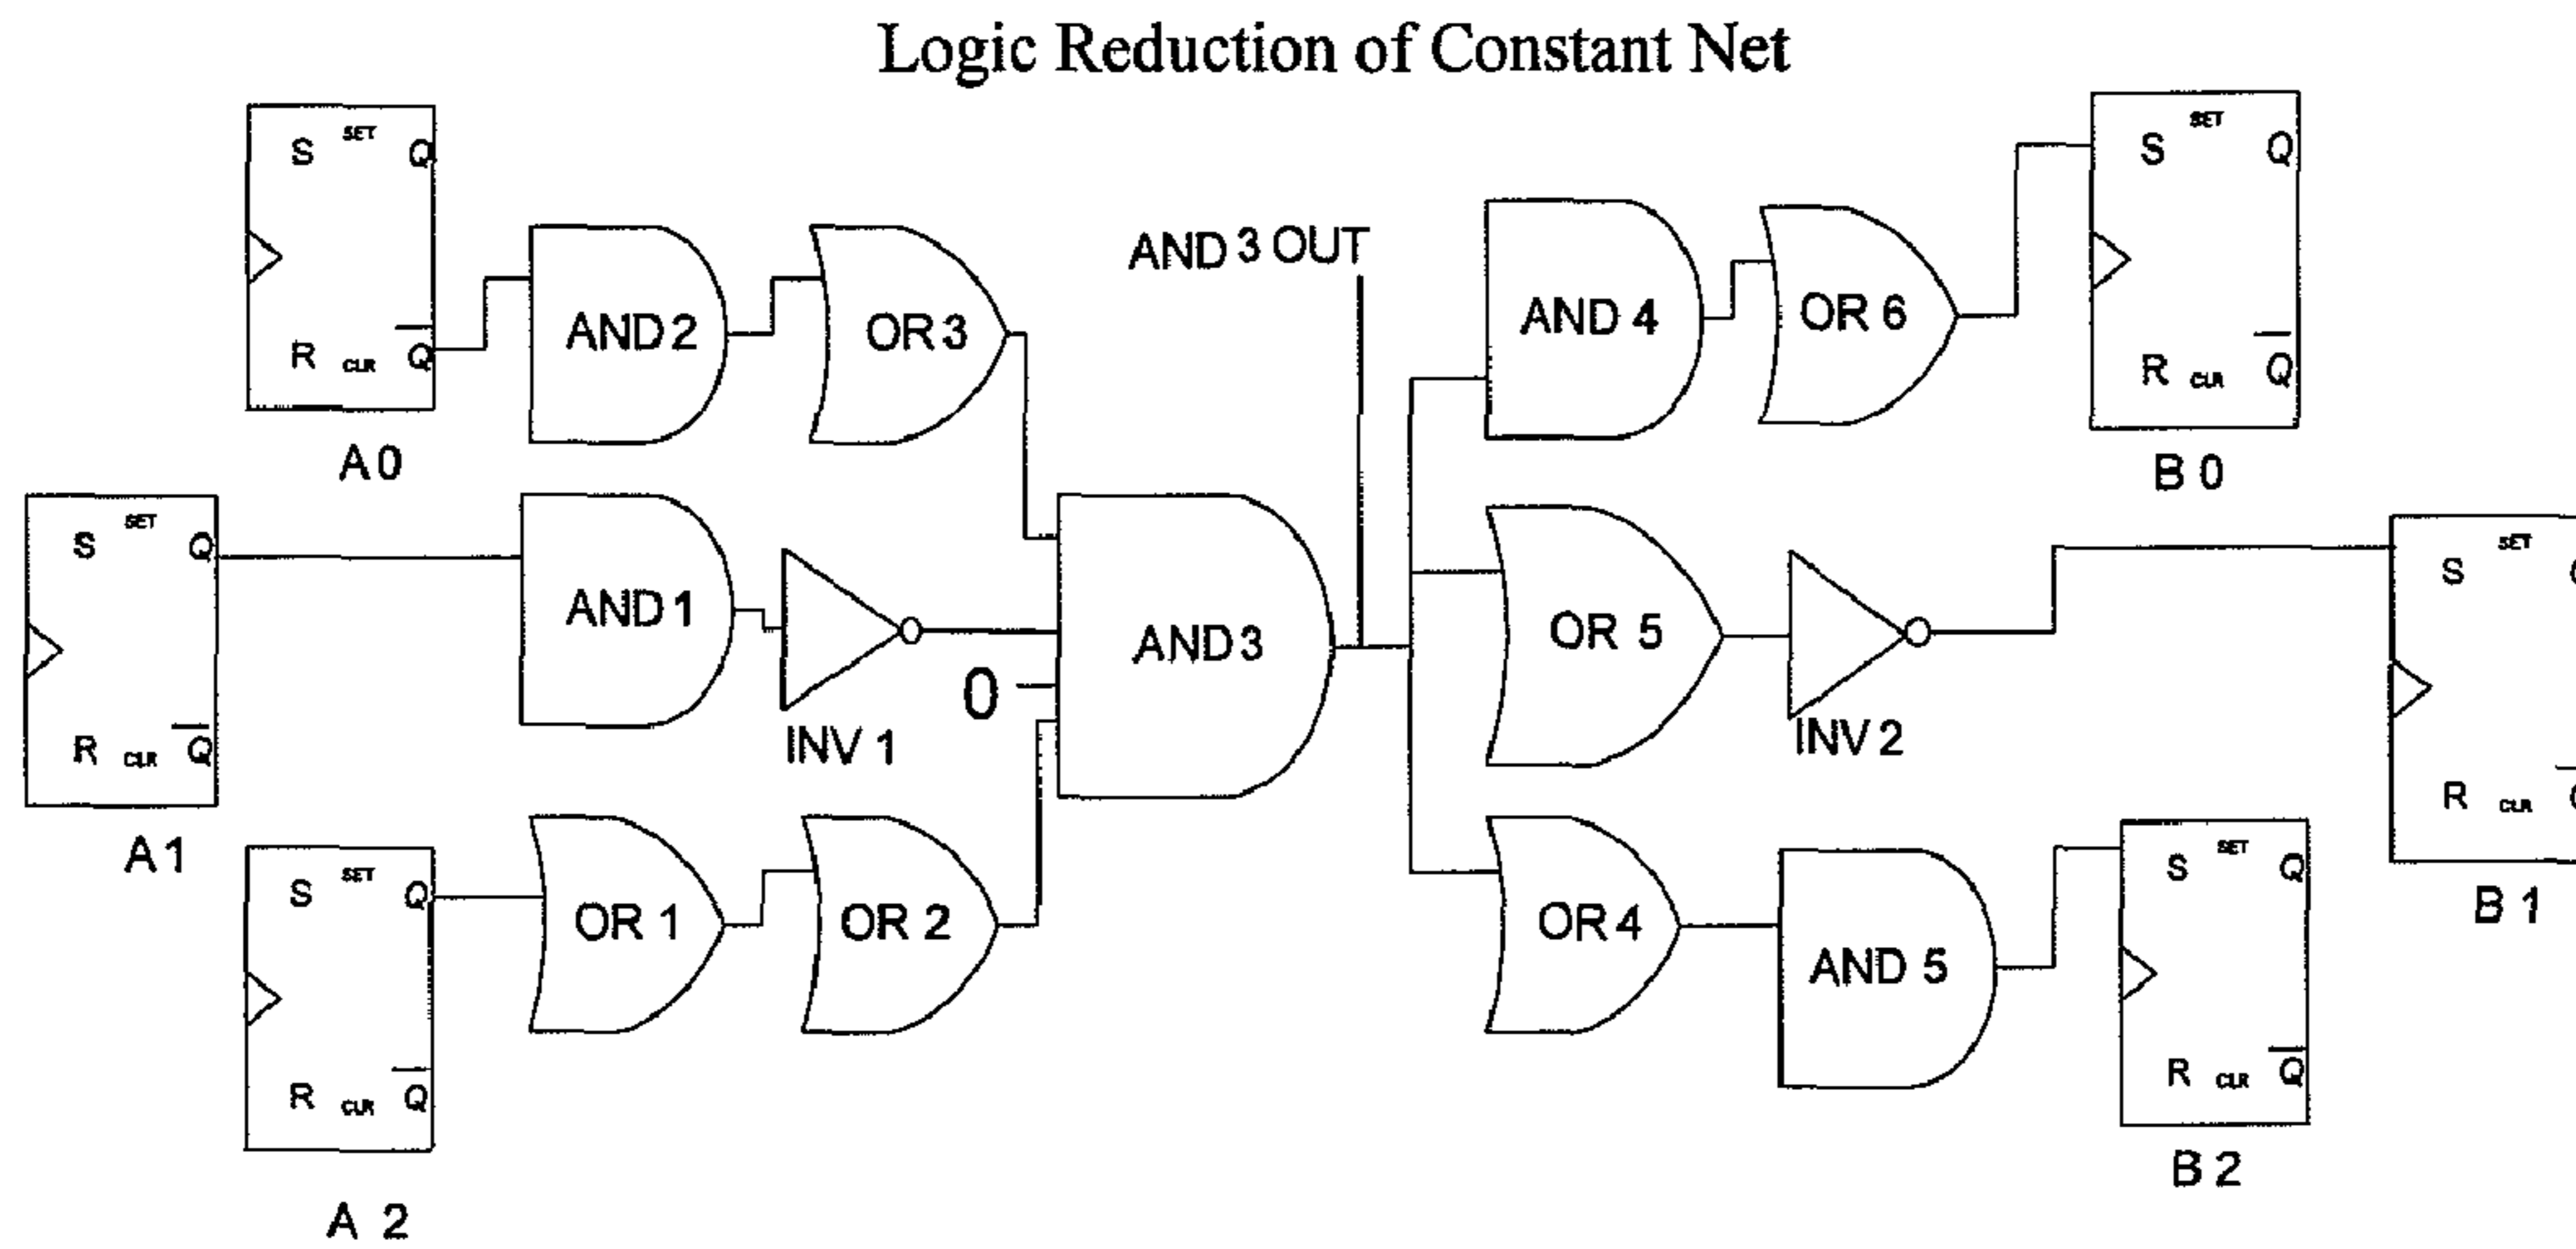 Logic Reduction of Constant Net
S SET Q
R CLR Q
A 0
AND 2
OR 3
AND 3 OUT
AND 4
OR 6
S SET Q
R CLR Q
B 0
S SET Q
R CLR Q
A 1
AND 1
INV 1
0
AND 3
OR 5
INV 2
S SET
R CLR
B 1
S SET Q
R CLR Q
A 2
OR 1
OR 2
OR 4
AND 5
S SET Q
R CLR Q
B 2